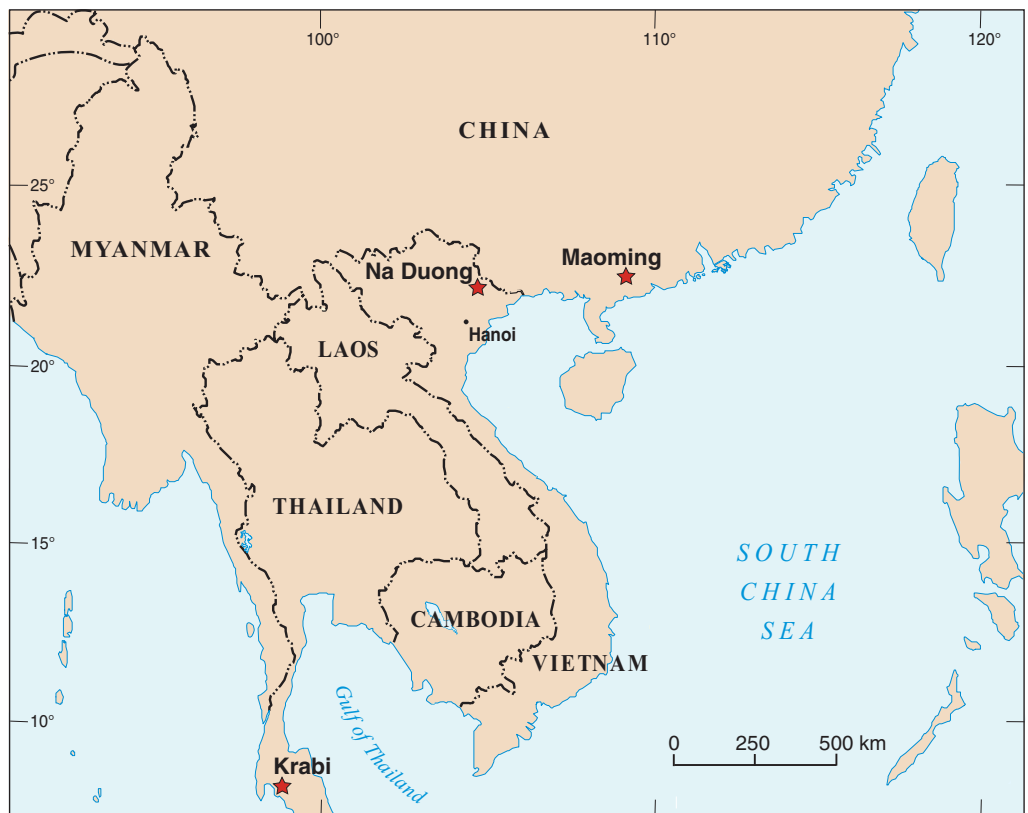 100°
110°
120°
CHINA
25°
MYANMAR
Na Duong
Maoming
Hanoi
LAOS
20°
THAILAND
15°
SOUTH
CHINA
SEA
CAMBODIA
VIETNAM
10°
Gulf of Thailand
0 250 500 km
Krabi